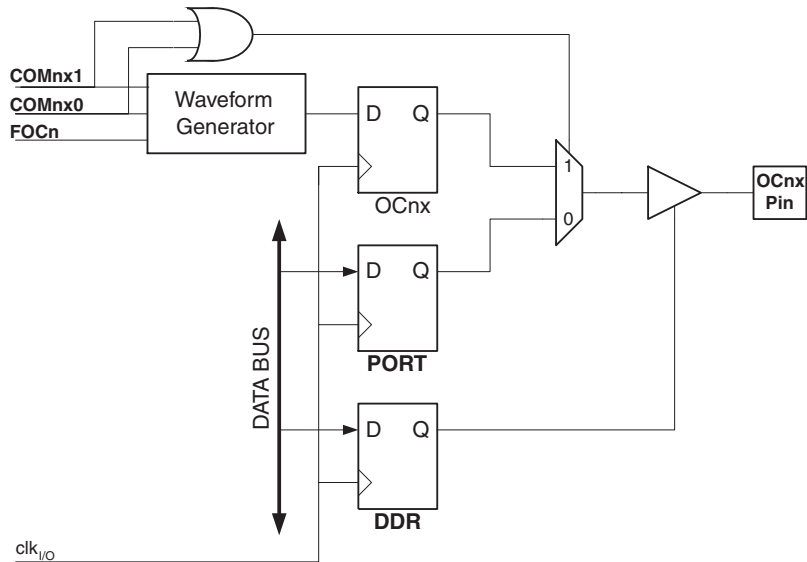 COMnx1
COMnx0
FOCn
Waveform
Generator
D Q
OCnx
1
0
OCnx
Pin
D Q
PORT
DATA BUS
D Q
DDR
clkI/O